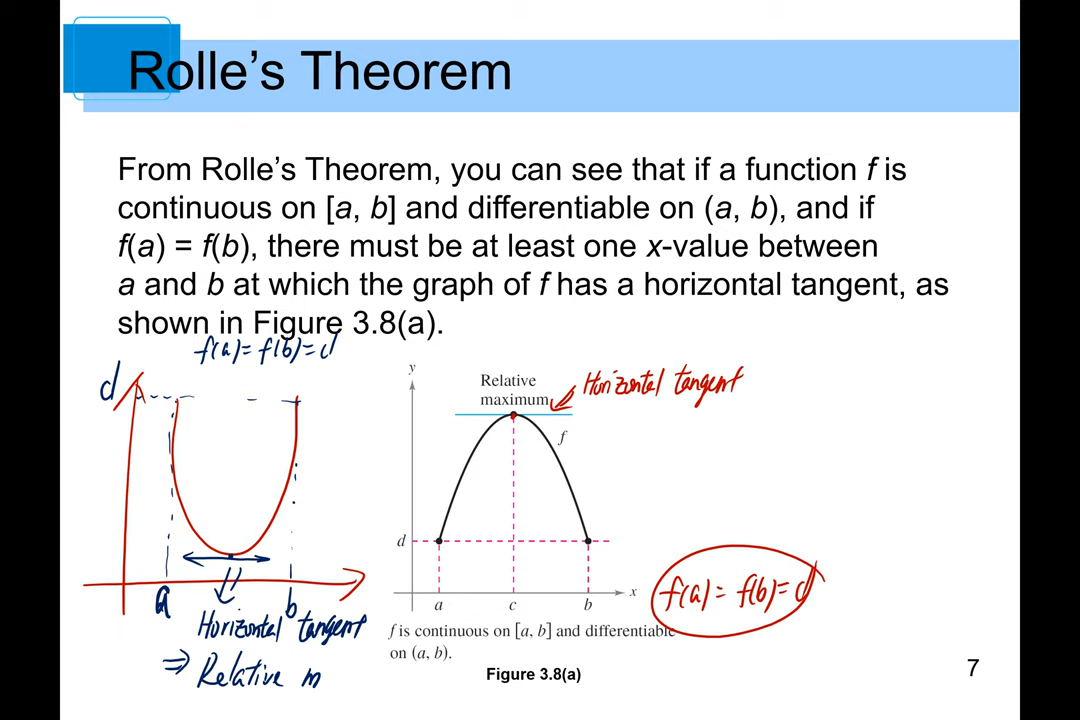 Rolle's Theorem
From Rolle's Theorem, you can see that if a function f is
continuous on [a, b] and differentiable on (a, b), and if
f(a) = f(b), there must be at least one x-value between
a and b at which the graph of f has a horizontal tangent, as
shown in Figure 3.8(a).
f(a) = f(b) = d
d
a
b
Horizontal tangent
⇒ Relative m
y
Relative
maximum
Horizontal tangent
f
d
a c b x
f(a) = f(b) = d
f is continuous on [a, b] and differentiable
on (a, b).
Figure 3.8(a)
7